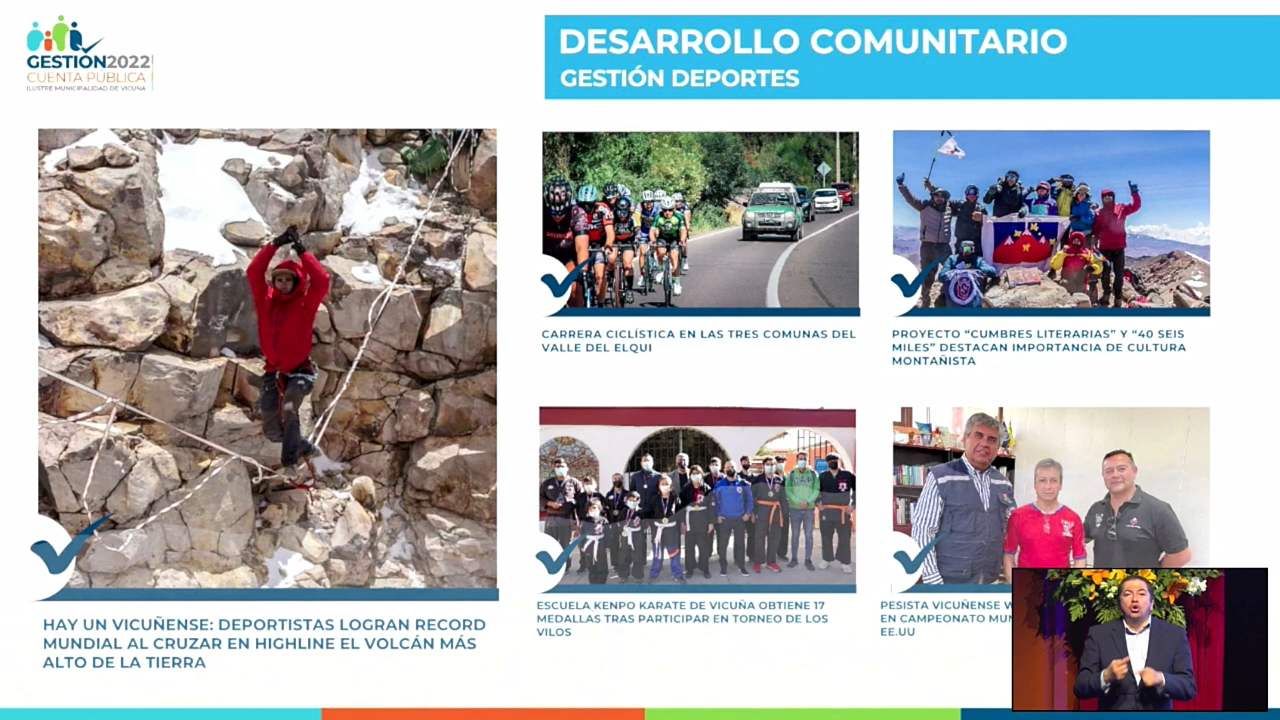 GESTIÓN2022
CUENTA PÚBLICA
ILUSTRE MUNICIPALIDAD DE VICUÑA
DESARROLLO COMUNITARIO
GESTIÓN DEPORTES
HAY UN VICUÑENSE: DEPORTISTAS LOGRAN RECORD
MUNDIAL AL CRUZAR EN HIGHLINE EL VOLCÁN MÁS
ALTO DE LA TIERRA
CARRERA CICLÍSTICA EN LAS TRES COMUNAS DEL
VALLE DEL ELQUI
PROYECTO “CUMBRES LITERARIAS” Y “40 SEIS
MILES” DESTACAN IMPORTANCIA DE CULTURA
MONTAÑISTA
ESCUELA KENPO KARATE DE VICUÑA OBTIENE 17
MEDALLAS TRAS PARTICIPAR EN TORNEO DE LOS
VILOS
PESISTA VICUÑENSE
EN CAMPEONATO
EE.UU